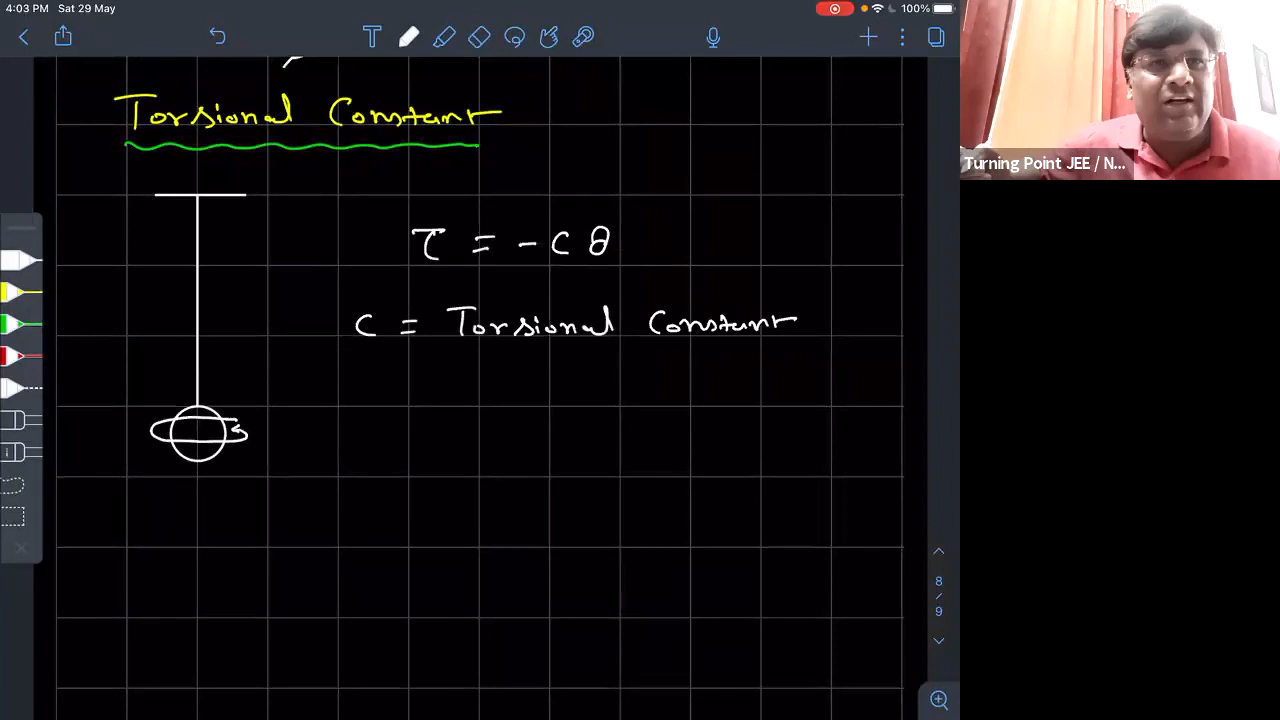 4:03 PM Sat 29 May
100%
Torsional Constant
τ = - c θ
c = Torsional Constant
Turning Point JEE / N...
8
/
9